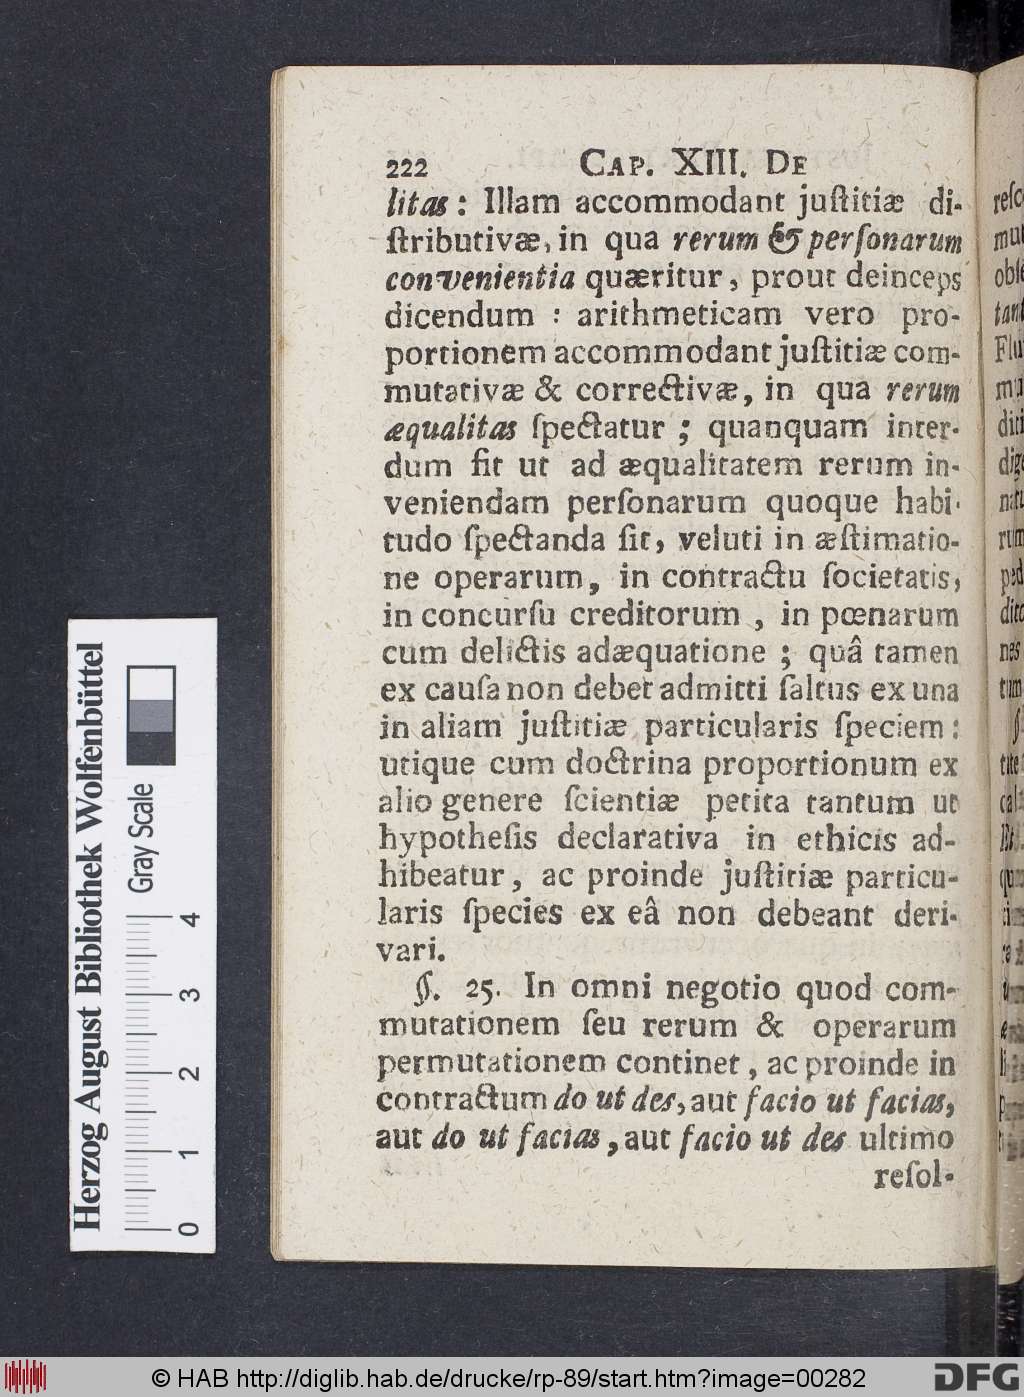 222 CAP. XIII. DE
litas: Illam accommodant juſtitiæ di-
ſtributivæ, in qua rerum & perſonarum
convenientia quæritur, prout deinceps
dicendum : arithmeticam vero pro-
portionem accommodant juſtitiæ com-
mutativæ & correctivæ, in qua rerum
æqualitas ſpectatur ; quanquam inter-
dum fit ut ad æqualitatem rerum in-
veniendam perſonarum quoque habi-
tudo ſpectanda ſit, veluti in æſtimatio-
ne operarum, in contractu ſocietatis,
in concurſu creditorum , in pœnarum
cum delictis adæquatione ; quâ tamen
ex cauſa non debet admitti ſaltus ex una
in aliam juſtitiæ particularis ſpeciem:
utique cum doctrina proportionum ex
alio genere ſcientiæ petita tantum ut
hypotheſis declarativa in ethicis ad-
hibeatur, ac proinde juſtitiæ particu-
laris ſpecies ex eâ non debeant deri-
vari.
§. 25. In omni negotio quod com-
mutationem ſeu rerum & operarum
permutationem continet, ac proinde in
contractum do ut des, aut facio ut facias,
aut do ut facias, aut facio ut des ultimo
reſol-
Herzog August Bibliothek Wolfenbüttel
Gray Scale
0 1 2 3 4
© HAB http://diglib.hab.de/drucke/rp-89/start.htm?image=00282
DFG